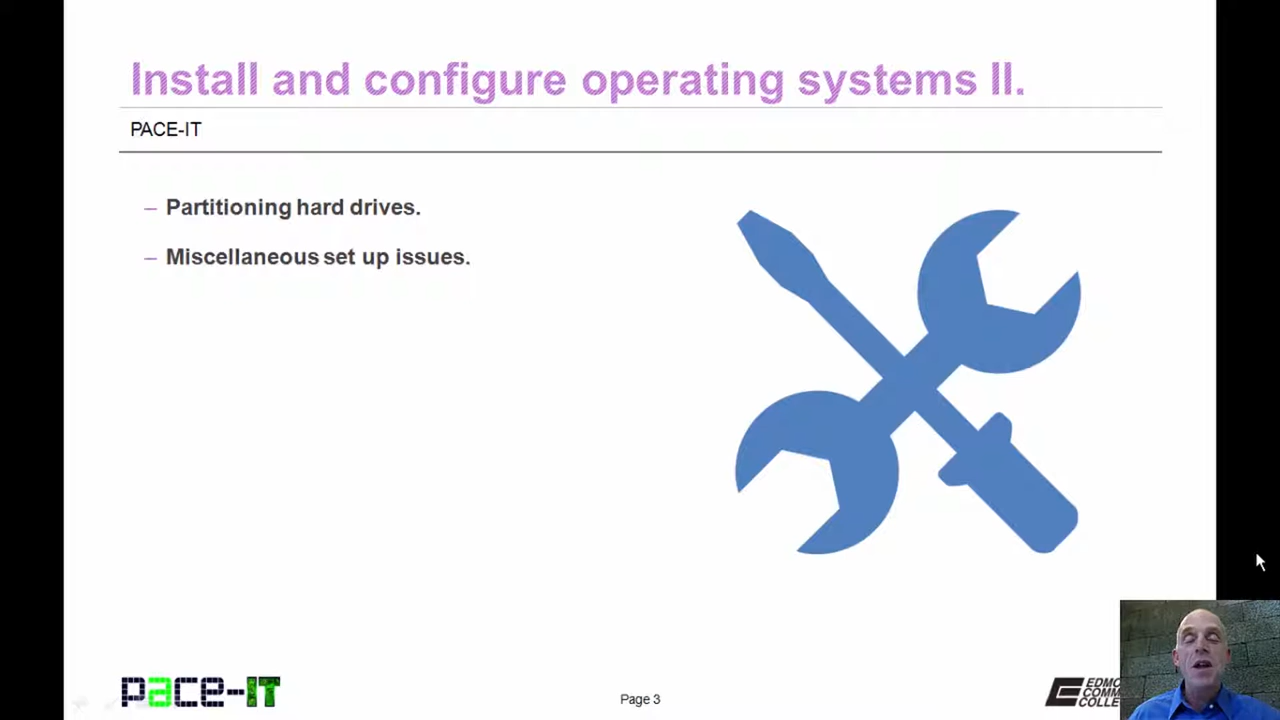 Install and configure operating systems II.
PACE-IT
– Partitioning hard drives.
– Miscellaneous set up issues.
pace-IT
Page 3